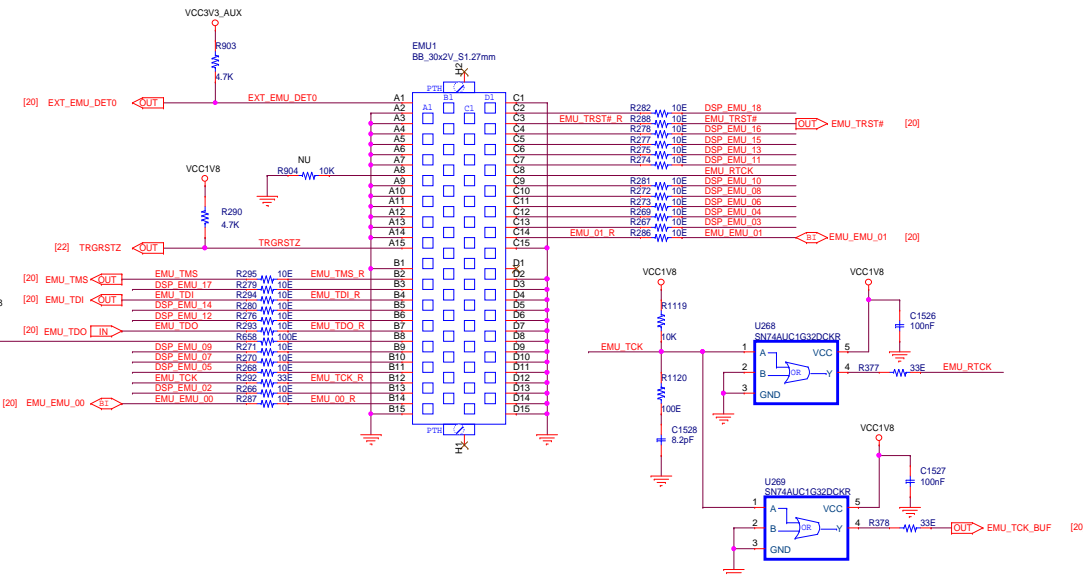 VCC3V3_AUX
R903
4.7K
[20] EXT_EMU_DET0 OUT EXT_EMU_DET0
EMU1
BB_30x2V_S1.27mm
H2
PTH
A1 B1 C1 D1
A1
A2
A3
A4
A5
A6
A7
A8
A9
A10
A11
A12
A13
A14
A15
B1
B2
B3
B4
B5
B6
B7
B8
B9
B10
B11
B12
B13
B14
B15
C1
C2
C3
C4
C5
C6
C7
C8
C9
C10
C11
C12
C13
C14
C15
D1
D2
D3
D4
D5
D6
D7
D8
D9
D10
D11
D12
D13
D14
D15
PTH
H1
NU
R904 10K
VCC1V8
R290
4.7K
[22] TRGRSTZ OUT TRGRSTZ
[20] EMU_TMS OUT EMU_TMS R295 10E EMU_TMS_R
DSP_EMU_17 R279 10E
[20] EMU_TDI OUT EMU_TDI R294 10E EMU_TDI_R
DSP_EMU_14 R280 10E
DSP_EMU_12 R276 10E
[20] EMU_TDO IN EMU_TDO R293 10E EMU_TDO_R
R658 100E
DSP_EMU_09 R271 10E
DSP_EMU_07 R270 10E
DSP_EMU_05 R268 10E
EMU_TCK R292 33E EMU_TCK_R
DSP_EMU_02 R266 10E
[20] EMU_EMU_00 BI EMU_EMU_00 R287 10E EMU_00_R
R282 10E DSP_EMU_18
EMU_TRST#_R R288 10E EMU_TRST# OUT EMU_TRST# [20]
R278 10E DSP_EMU_16
R277 10E DSP_EMU_15
R275 10E DSP_EMU_13
R274 10E DSP_EMU_11
EMU_RTCK
R281 10E DSP_EMU_10
R272 10E DSP_EMU_08
R273 10E DSP_EMU_06
R269 10E DSP_EMU_04
R267 10E DSP_EMU_03
EMU_01_R R286 10E EMU_EMU_01 BI EMU_EMU_01 [20]
VCC1V8
R1119
10K
EMU_TCK
R1120
100E
C1528
8.2pF
VCC1V8
C1526
100nF
U268
SN74AUC1G32DCKR
1 A VCC 5
2 B OR Y 4 R377 33E EMU_RTCK
3 GND
VCC1V8
C1527
100nF
U269
SN74AUC1G32DCKR
1 A VCC 5
2 B OR Y 4 R378 33E OUT EMU_TCK_BUF [20
3 GND